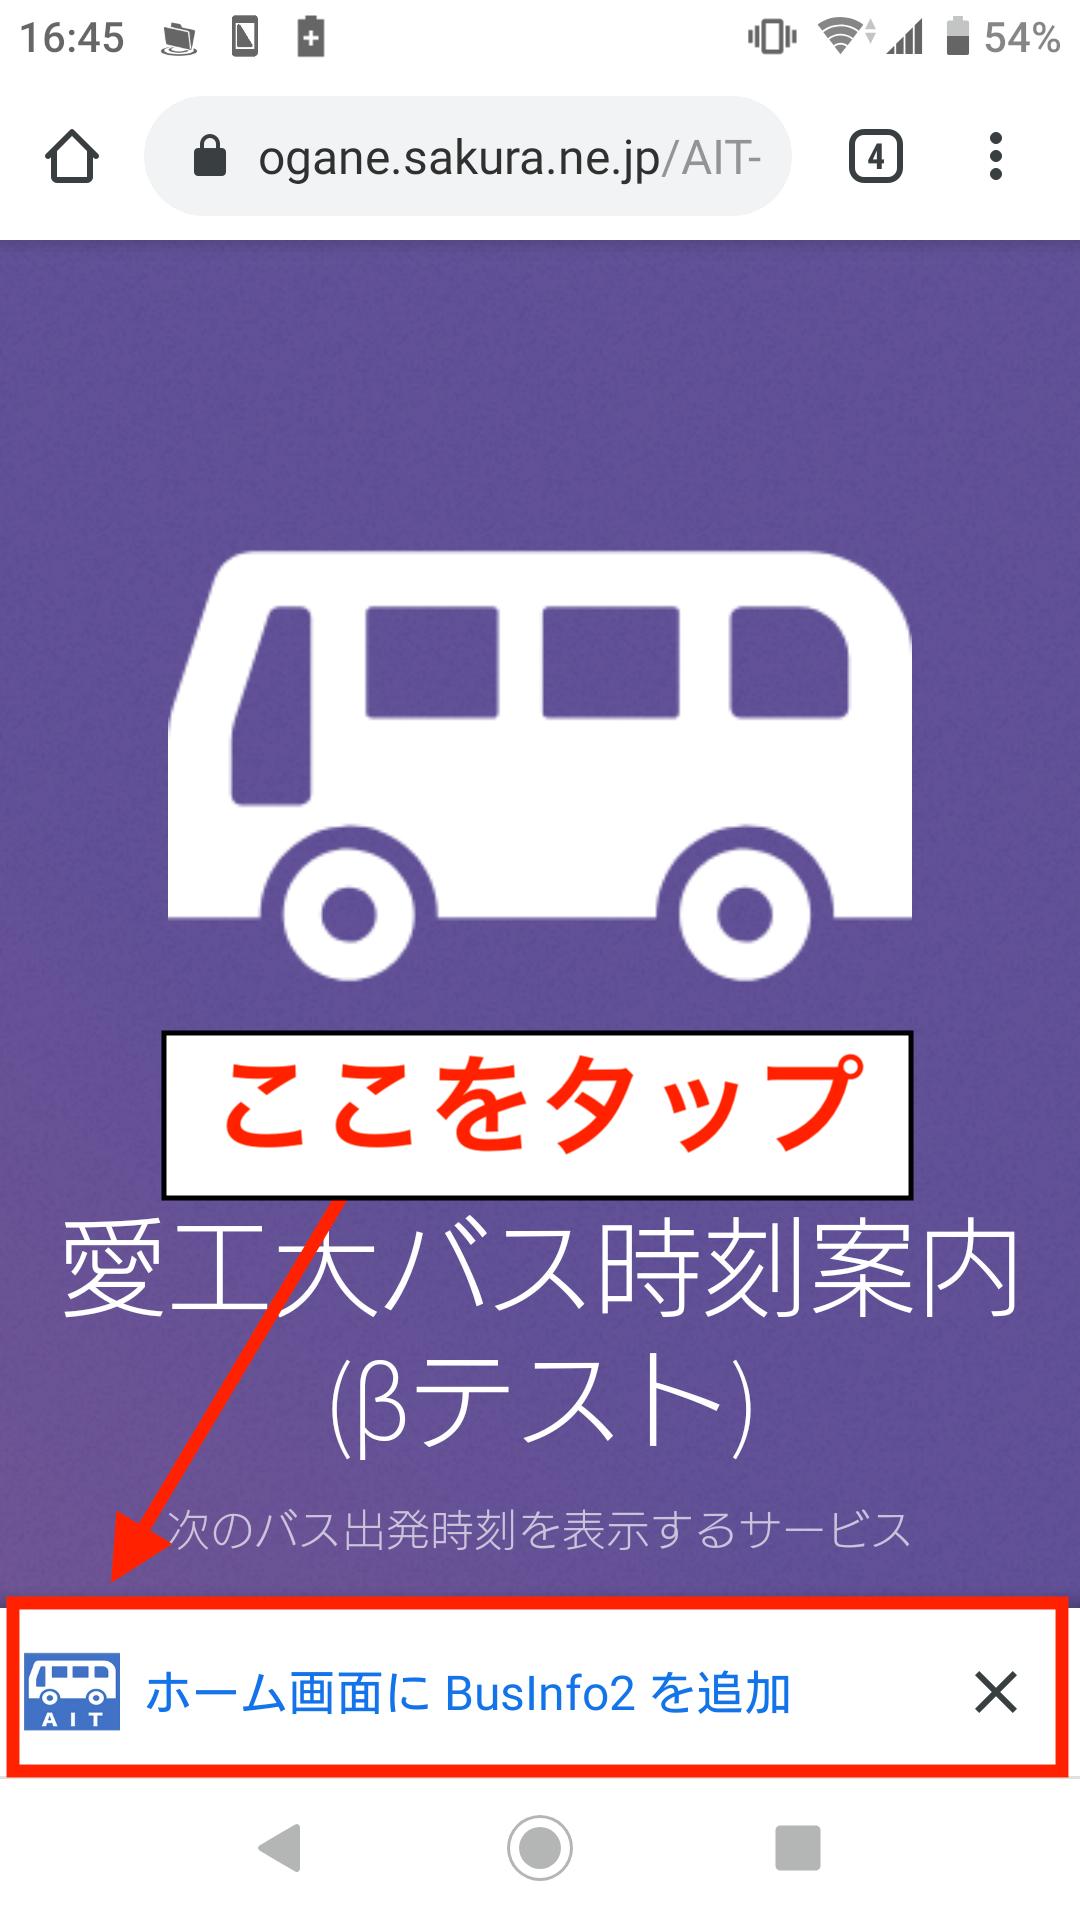 16:45
54%
ogane.sakura.ne.jp/AIT-
4
ここをタップ
愛工大バス時刻案内
(βテスト)
次のバス出発時刻を表示するサービス
ホーム画面に BusInfo2 を追加
A I T